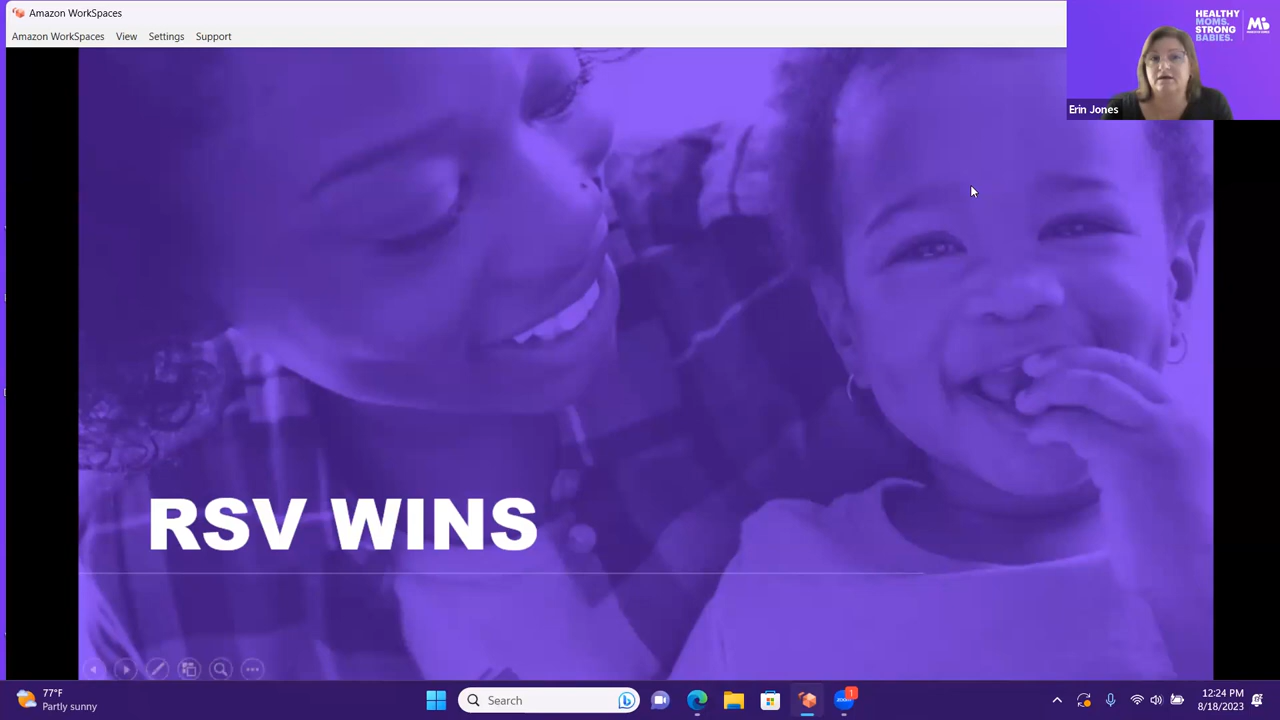 Amazon WorkSpaces
Amazon WorkSpaces View Settings Support
HEALTHY
MOMS.
STRONG
BABIES.
Erin Jones
RSV WINS
77°F
Partly sunny
Search
1
12:24 PM
8/18/2023